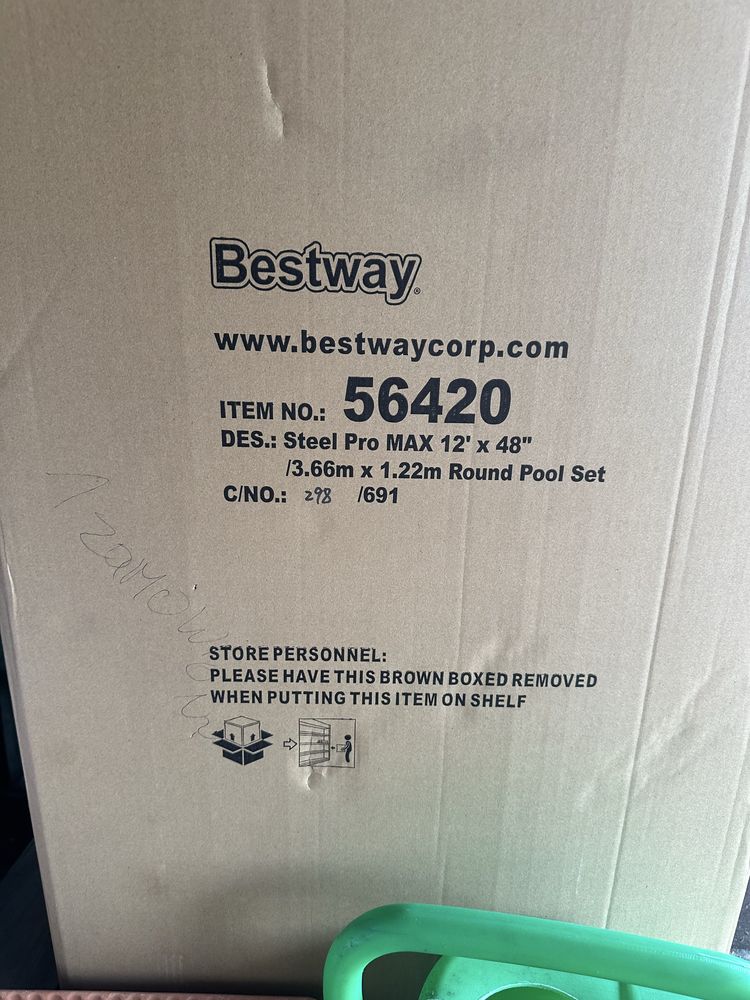 Bestway®
www.bestwaycorp.com
ITEM NO.: 56420
DES.: Steel Pro MAX 12' x 48"
/3.66m x 1.22m Round Pool Set
C/NO.: 298 /691
STORE PERSONNEL:
PLEASE HAVE THIS BROWN BOXED REMOVED
WHEN PUTTING THIS ITEM ON SHELF